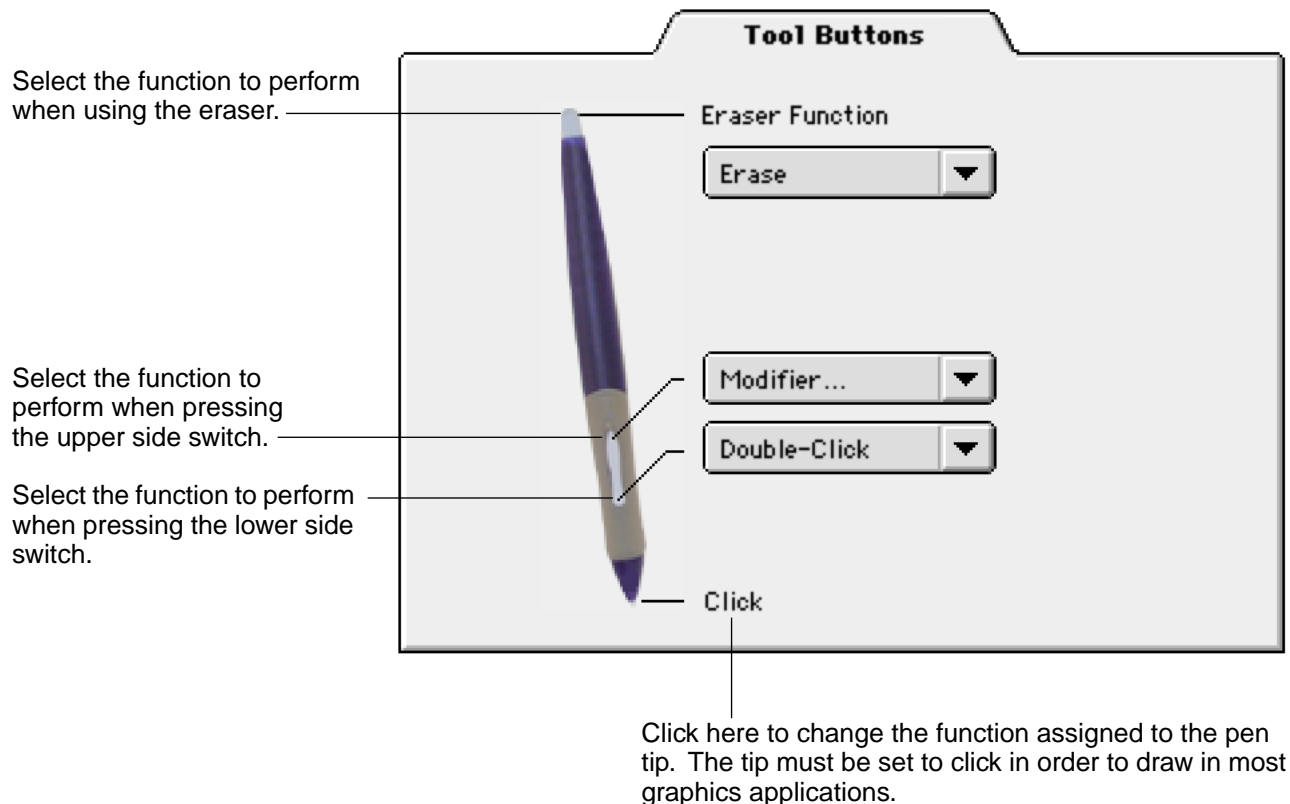 Tool Buttons
Select the function to perform
when using the eraser.
Eraser Function
Erase
Select the function to
perform when pressing
the upper side switch.
Modifier...
Double-Click
Select the function to perform
when pressing the lower side
switch.
Click
Click here to change the function assigned to the pen
tip. The tip must be set to click in order to draw in most
graphics applications.